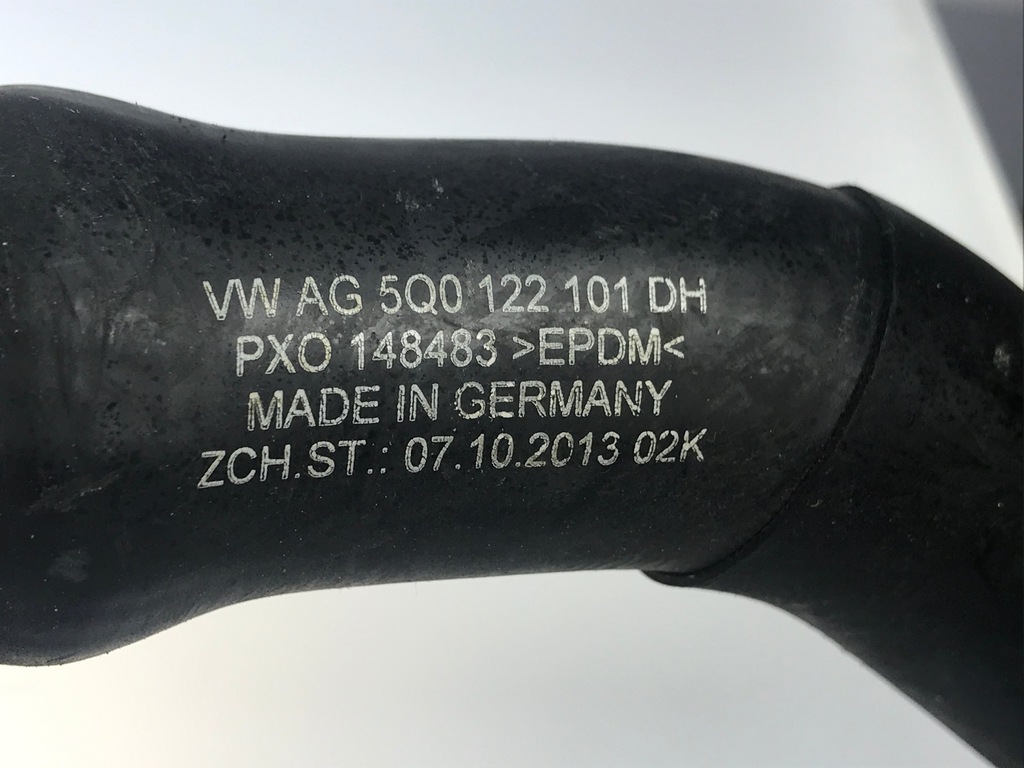 VW AG 5Q0 122 101 DH
PXO 148483 >EPDM<
MADE IN GERMANY
ZCH.ST.: 07.10.2013 02K